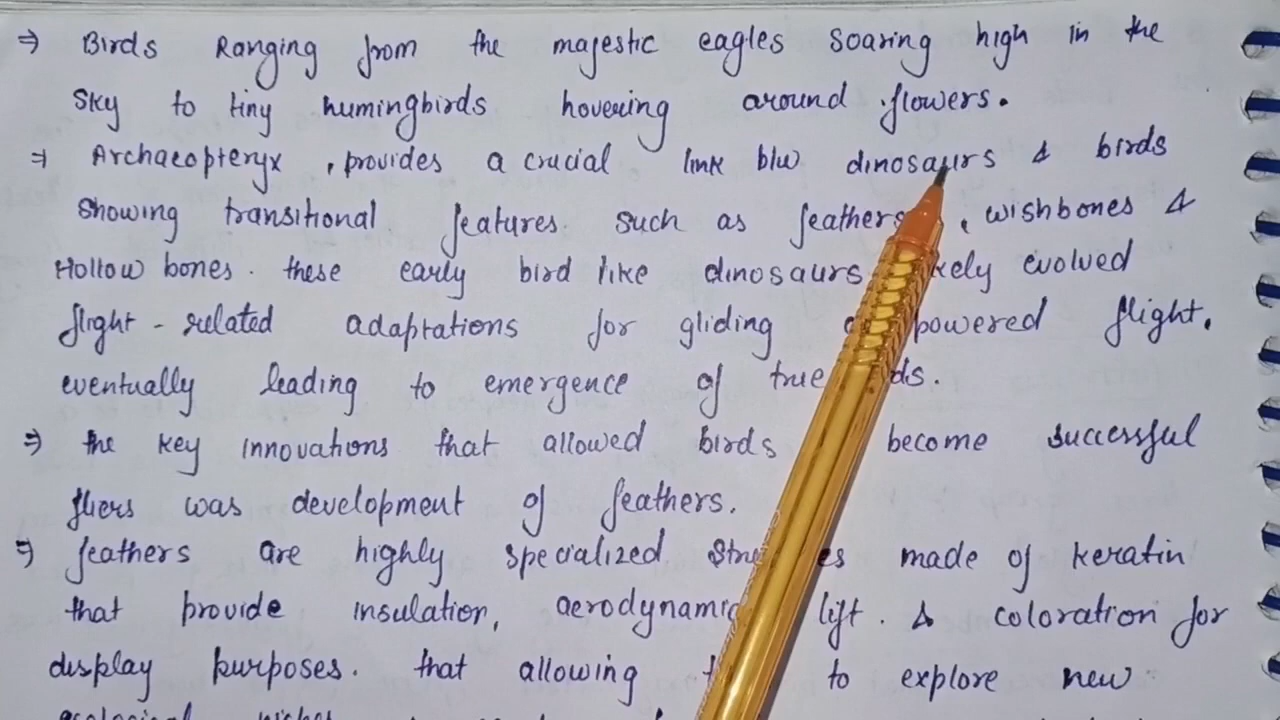 ⇒ Birds Ranging from the majestic eagles soaring high in the
Sky to tiny humingbirds hovering around flowers.
⇒ Archaeopteryx, provides a crucial link b/w dinosaurs & birds
showing transitional features such as feathers, wishbones &
Hollow bones. these early bird like dinosaurs evolved
flight-related adaptations for gliding powered flight.
eventually leading to emergence of true
⇒ the key innovations that allowed birds become successful
fliers was development of feathers.
⇒ feathers are highly specialized made of keratin
that provide insulation, aerodynamic lift. & coloration for
display purposes. that allowing to explore new